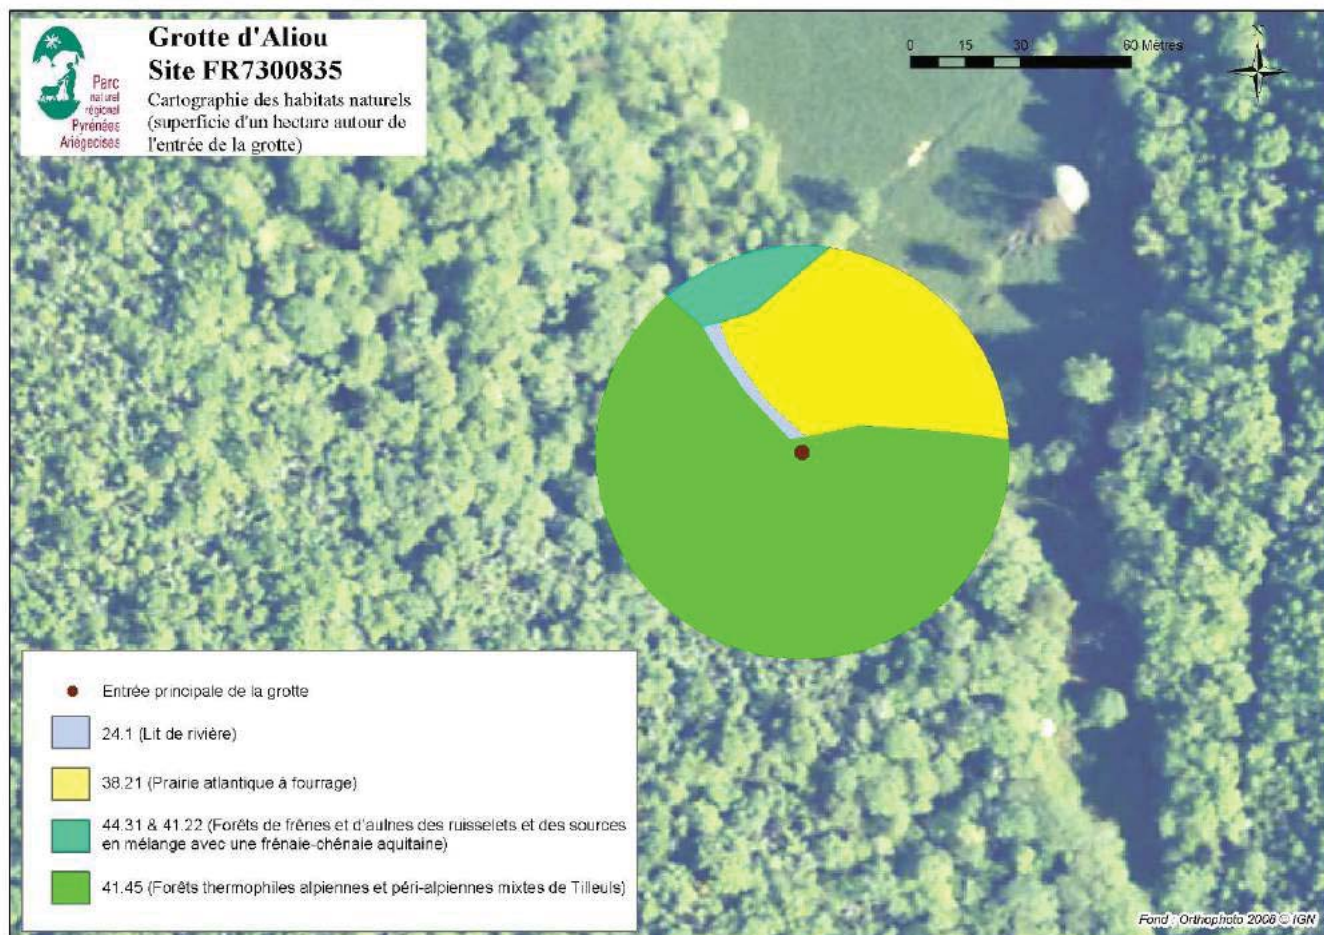 Grotte d'Aliou
Site FR7300835
Cartographie des habitats naturels
(superficie d'un hectare autour de
l'entrée de la grotte)
Parc
naturel
régional
Pyrénées
Ariégeoises
0 15 30 60 Mètres
N
Entrée principale de la grotte
24.1 (Lit de rivière)
38.21 (Prairie atlantique à fourrage)
44.31 & 41.22 (Forêts de frênes et d'aulnes des ruisselets et des sources
en mélange avec une frênaie-chênaie aquitaine)
41.45 (Forêts thermophiles alpiennes et péri-alpiennes mixtes de Tilleuls)
Fond : Orthophoto 2008 © IGN